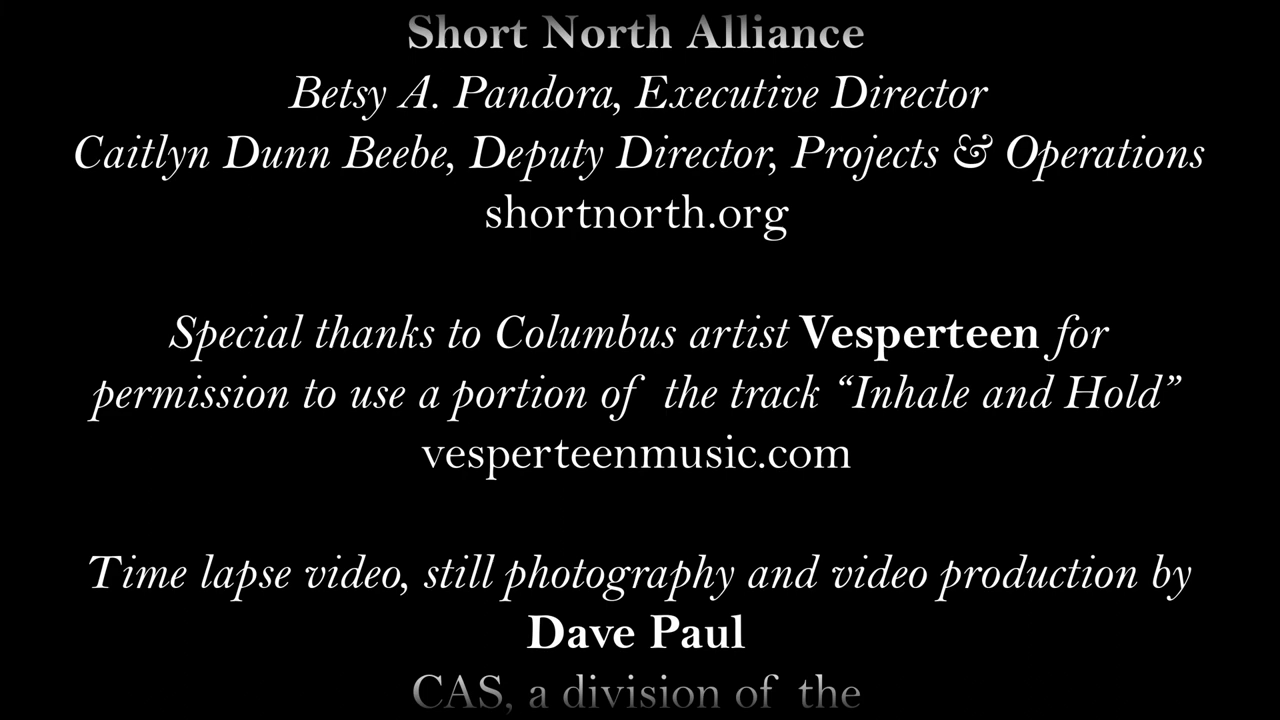 Short North Alliance
Betsy A. Pandora, Executive Director
Caitlyn Dunn Beebe, Deputy Director, Projects & Operations
shortnorth.org
Special thanks to Columbus artist Vesperteen for
permission to use a portion of the track “Inhale and Hold”
vesperteenmusic.com
Time lapse video, still photography and video production by
Dave Paul
CAS, a division of the